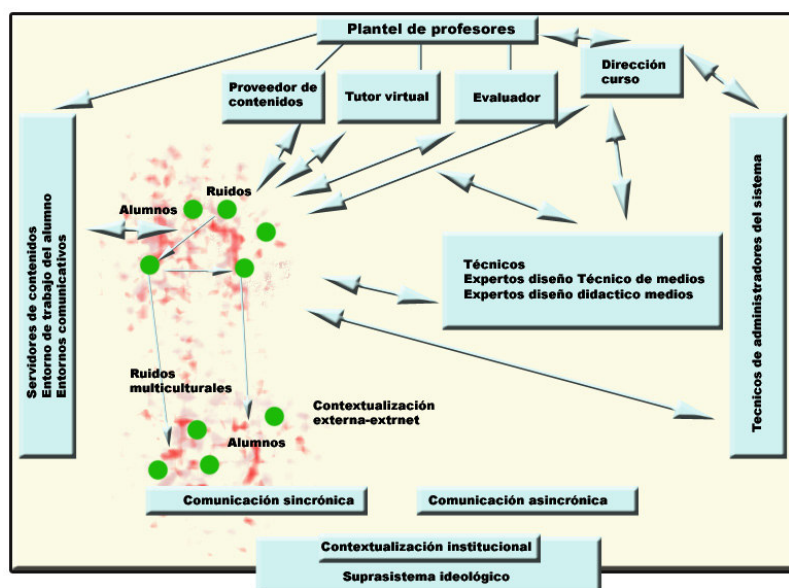 Plantel de profesores
Proveedor de
contenidos
Tutor virtual
Evaluador
Dirección
curso
Servidores de contenidos
Entorno de trabajo del alumno
Entornos comunicativos
Ruidos
Alumnos
Técnicos
Expertos diseño Técnico de medios
Expertos diseño didactico medios
Tecnicos de administradores del sistema
Ruidos
multiculturales
Contextualización
externa-extrnet
Alumnos
Comunicación sincrónica
Comunicación asincrónica
Contextualización institucional
Suprasistema ideológico